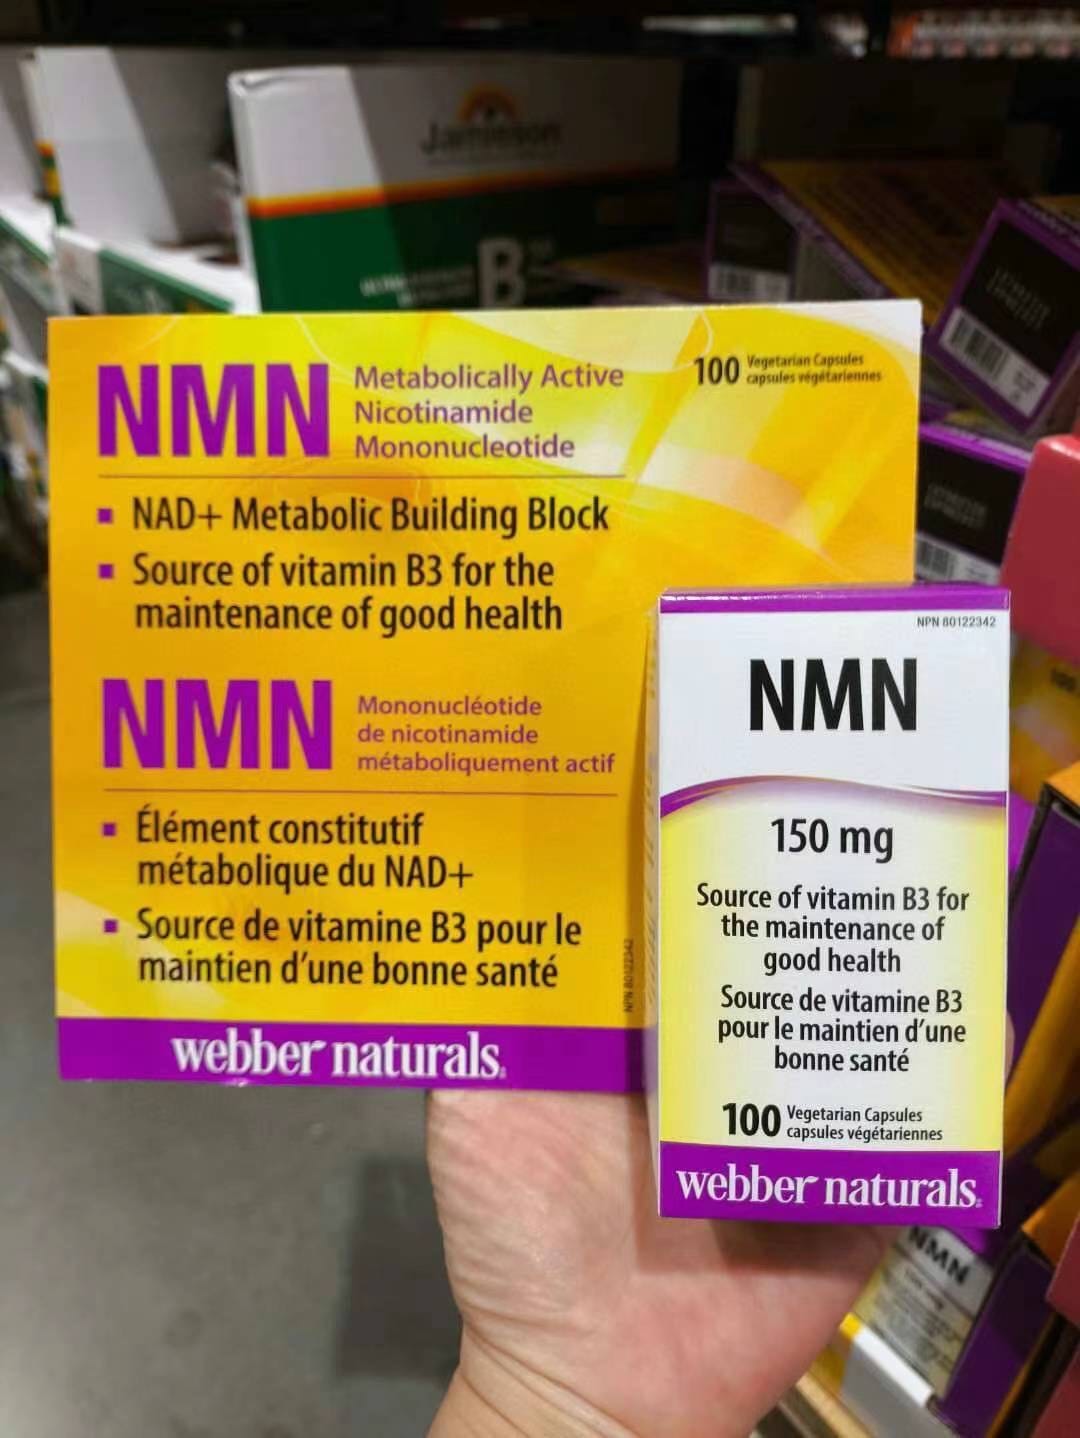 Jamieson
B
NMN
Metabolically Active
Nicotinamide
Mononucleotide
100
Vegetarian Capsules
capsules végétariennes
▪ NAD+ Metabolic Building Block
▪ Source of vitamin B3 for the
maintenance of good health
NMN
Mononucléotide
de nicotinamide
métaboliquement actif
▪ Élément constitutif
métabolique du NAD+
▪ Source de vitamine B3 pour le
maintien d'une bonne santé
NPN 80122342
webber naturals.
NPN 80122342
NMN
150 mg
Source of vitamin B3 for
the maintenance of
good health
Source de vitamine B3
pour le maintien d'une
bonne santé
100
Vegetarian Capsules
capsules végétariennes
webber naturals.
NMN